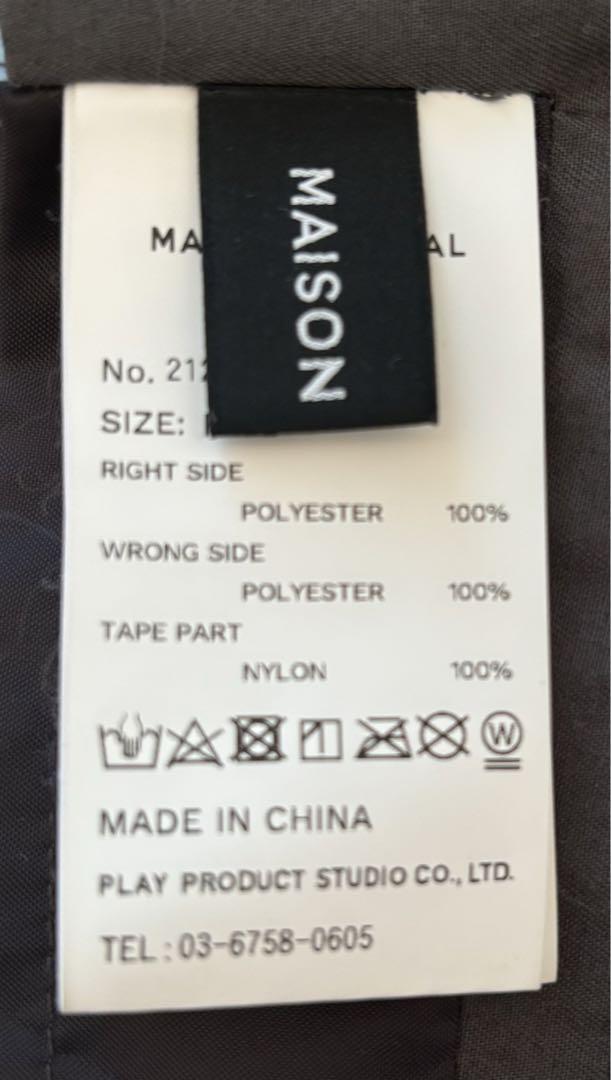 MAISON
MA AL
No. 212
SIZE:
RIGHT SIDE
POLYESTER 100%
WRONG SIDE
POLYESTER 100%
TAPE PART
NYLON 100%
W
MADE IN CHINA
PLAY PRODUCT STUDIO CO., LTD.
TEL : 03-6758-0605